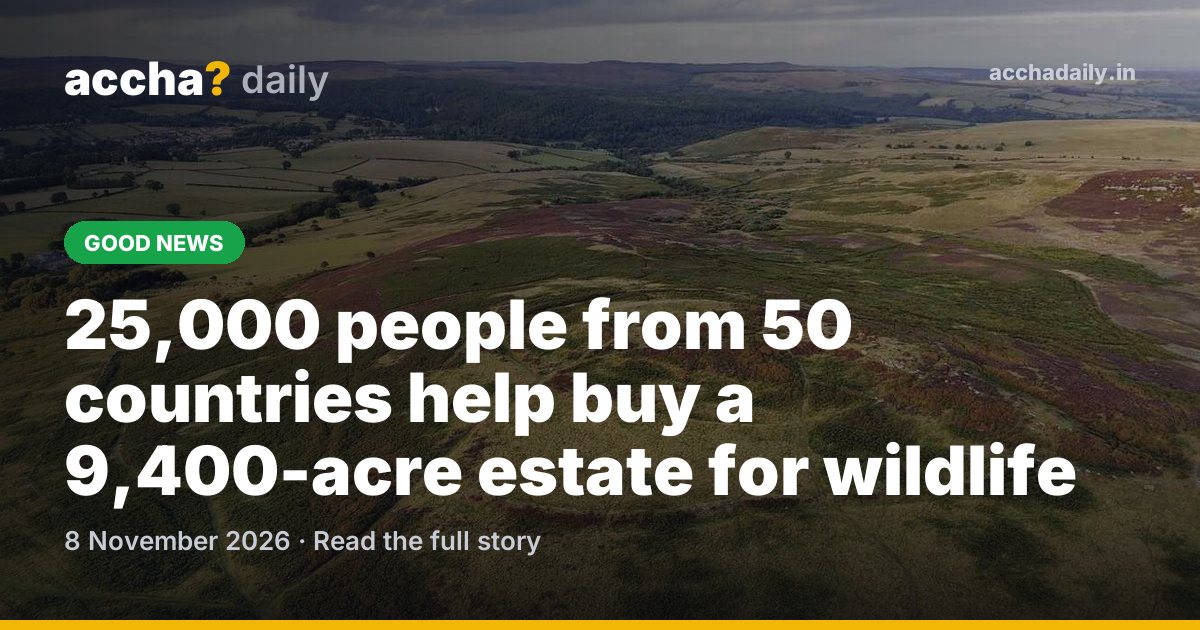 accha? daily
acchadaily.in
GOOD NEWS
25,000 people from 50
countries help buy a
9,400-acre estate for wildlife
8 November 2026 · Read the full story